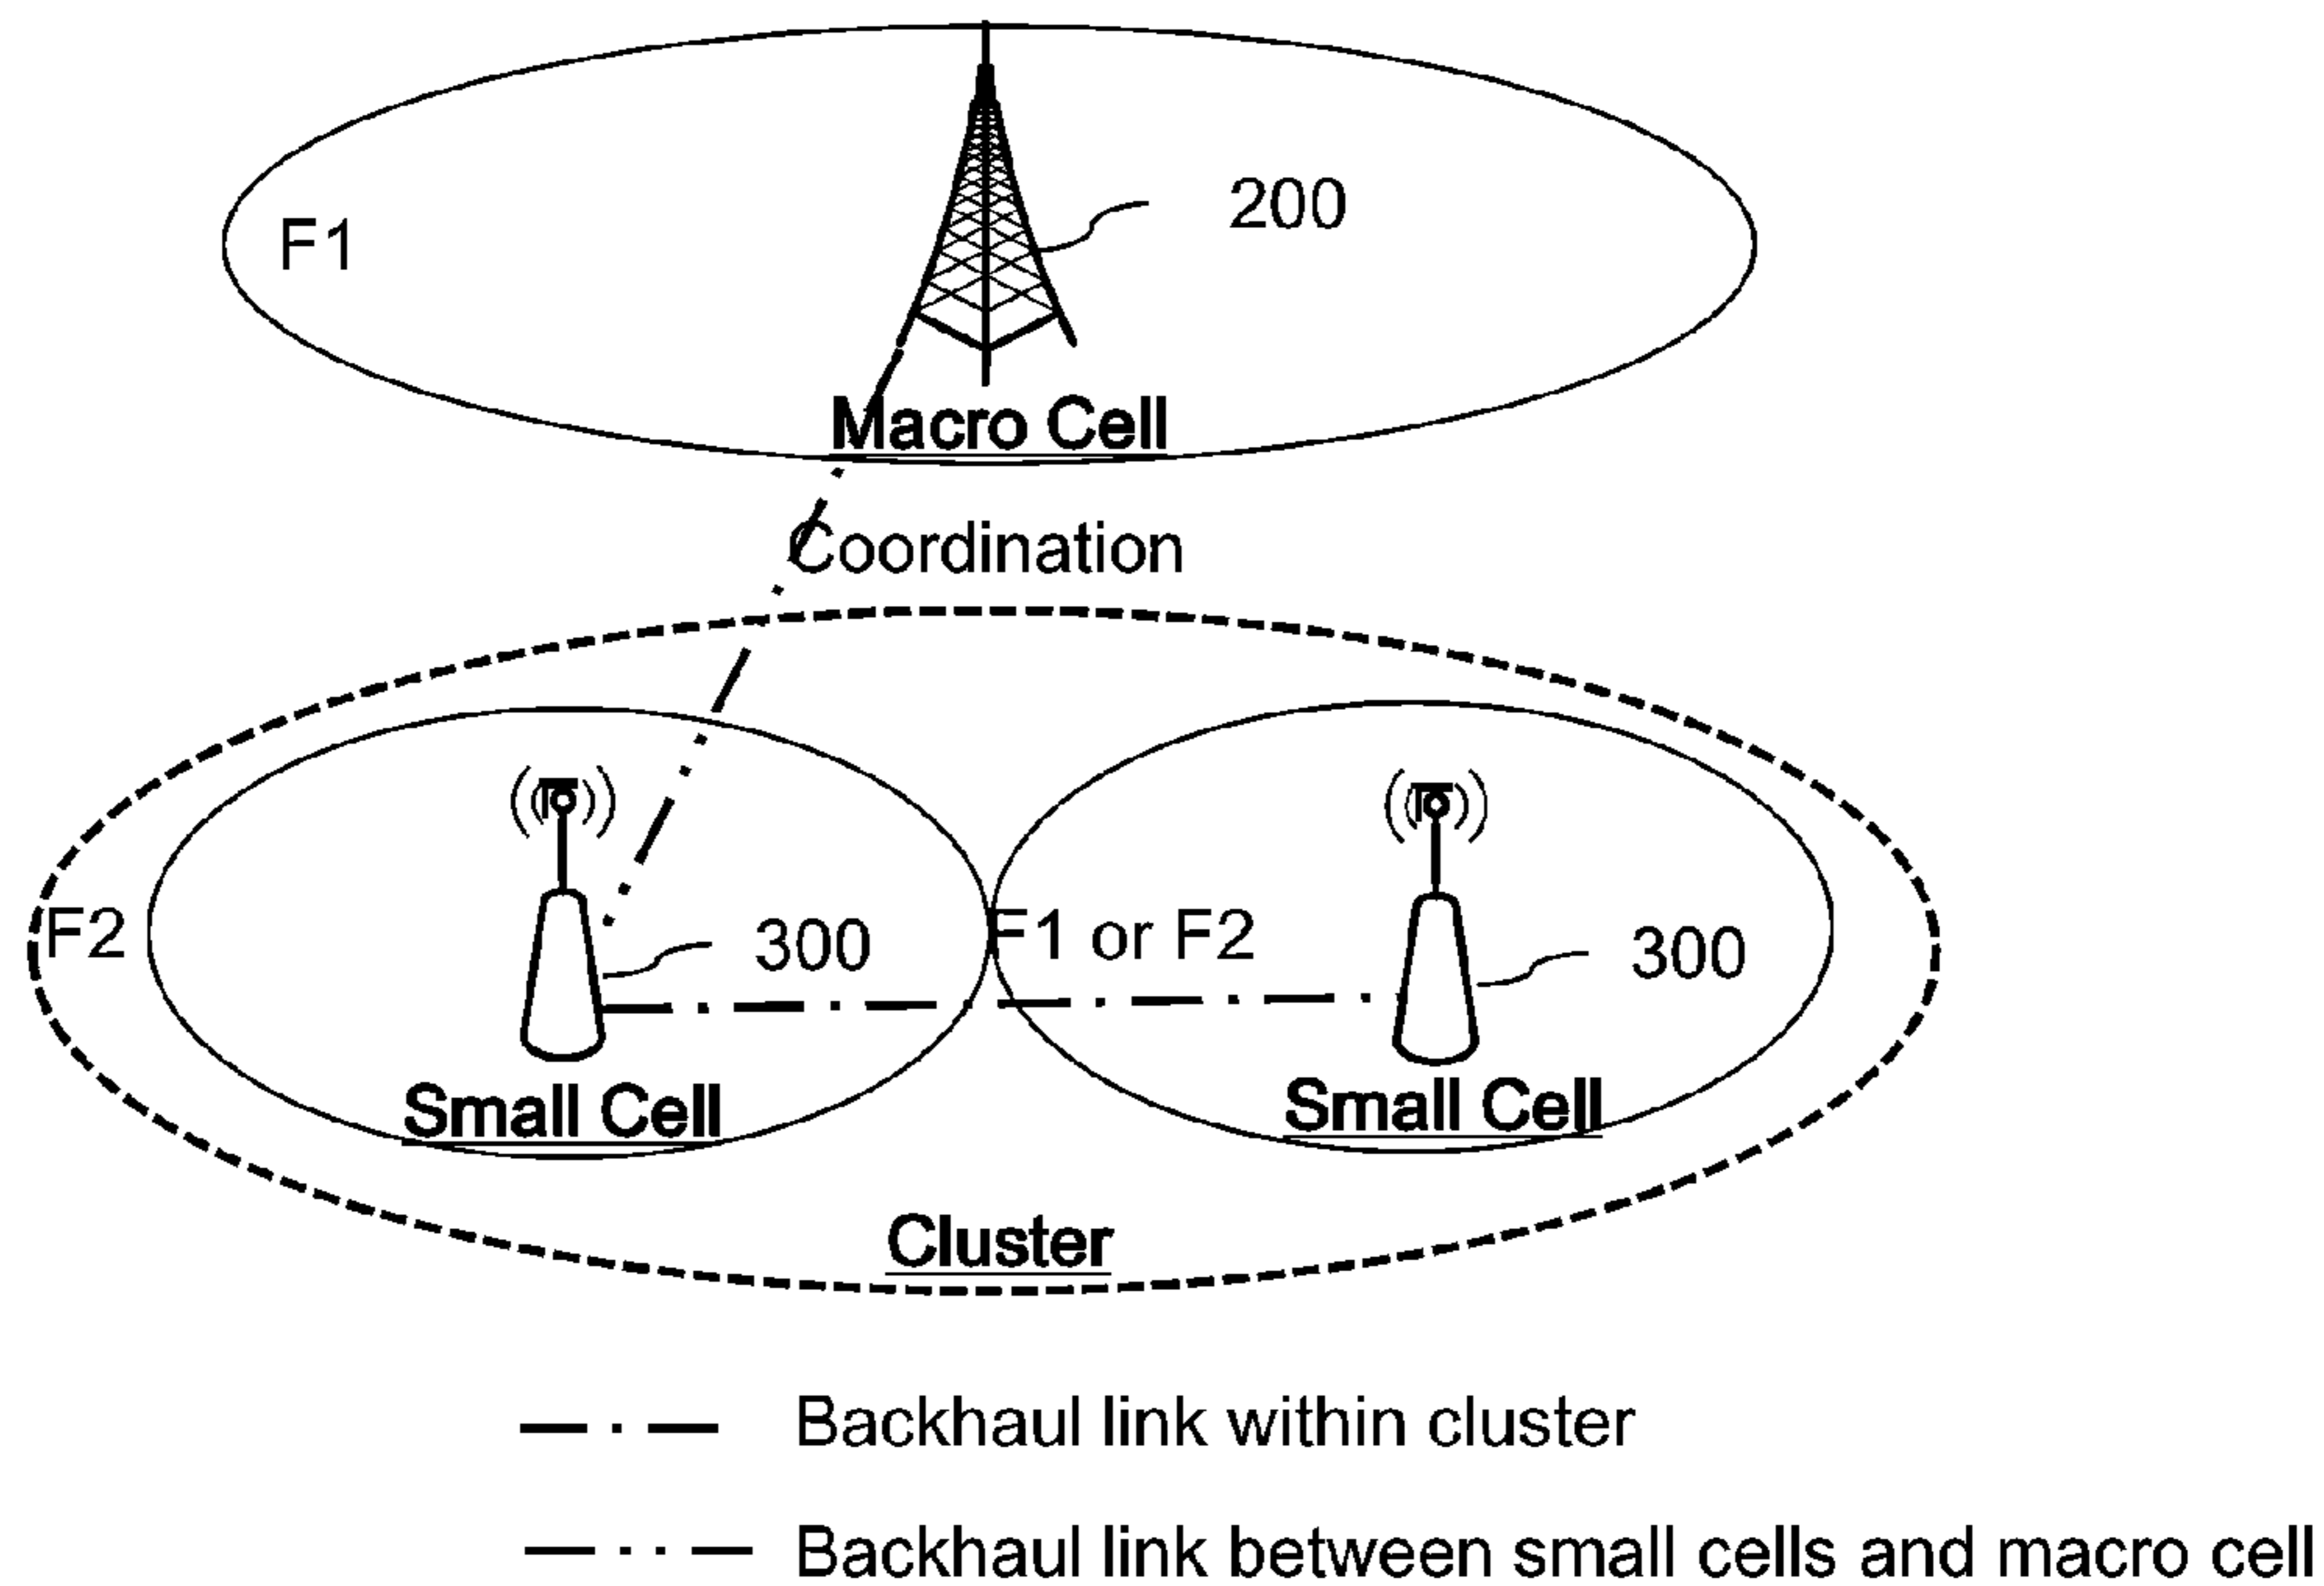 200
F1
Macro Cell
Coordination
F2
300
F1 or F2
300
Small Cell
Small Cell
Cluster
Backhaul link within cluster
Backhaul link between small cells and macro cell